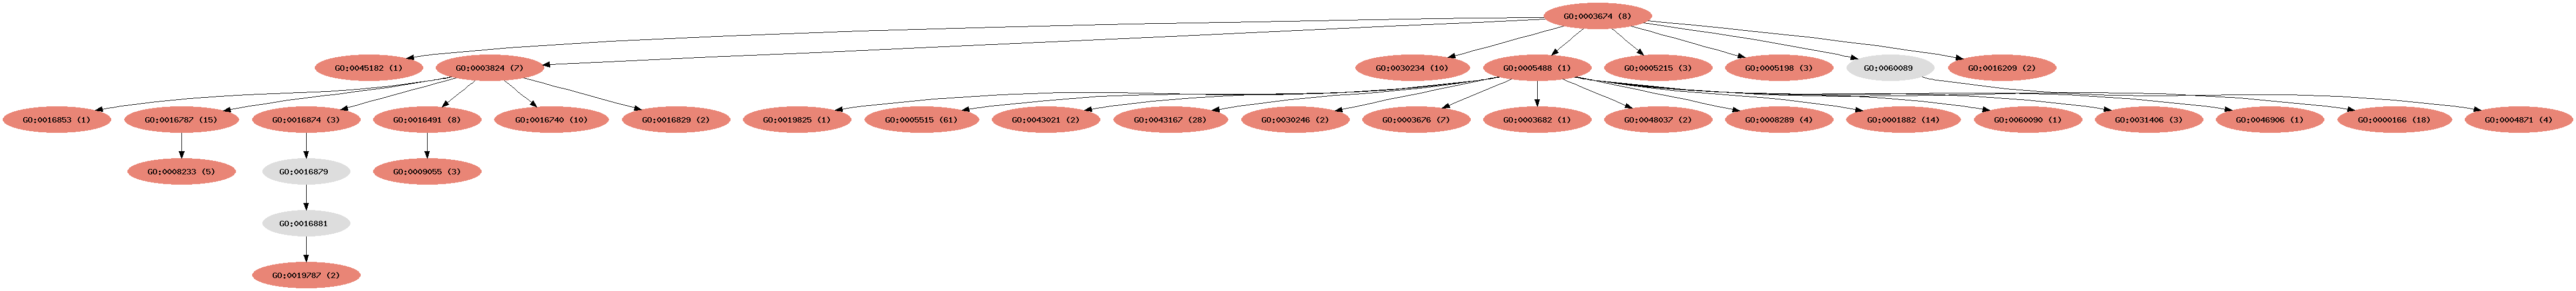 GO:0003674 (8)
GO:0045182 (1)
GO:0003824 (7)
GO:0030234 (10)
GO:0005488 (1)
GO:0005215 (3)
GO:0005198 (3)
GO:0060089
GO:0016209 (2)
GO:0016853 (1)
GO:0016787 (15)
GO:0016874 (3)
GO:0016491 (8)
GO:0016740 (10)
GO:0016829 (2)
GO:0019825 (1)
GO:0005515 (61)
GO:0043021 (2)
GO:0043167 (28)
GO:0030246 (2)
GO:0003676 (7)
GO:0003682 (1)
GO:0048037 (2)
GO:0008289 (4)
GO:0001882 (14)
GO:0060090 (1)
GO:0031406 (3)
GO:0046906 (1)
GO:0000166 (18)
GO:0004871 (4)
GO:0008233 (5)
GO:0016879
GO:0009055 (3)
GO:0016881
GO:0019787 (2)